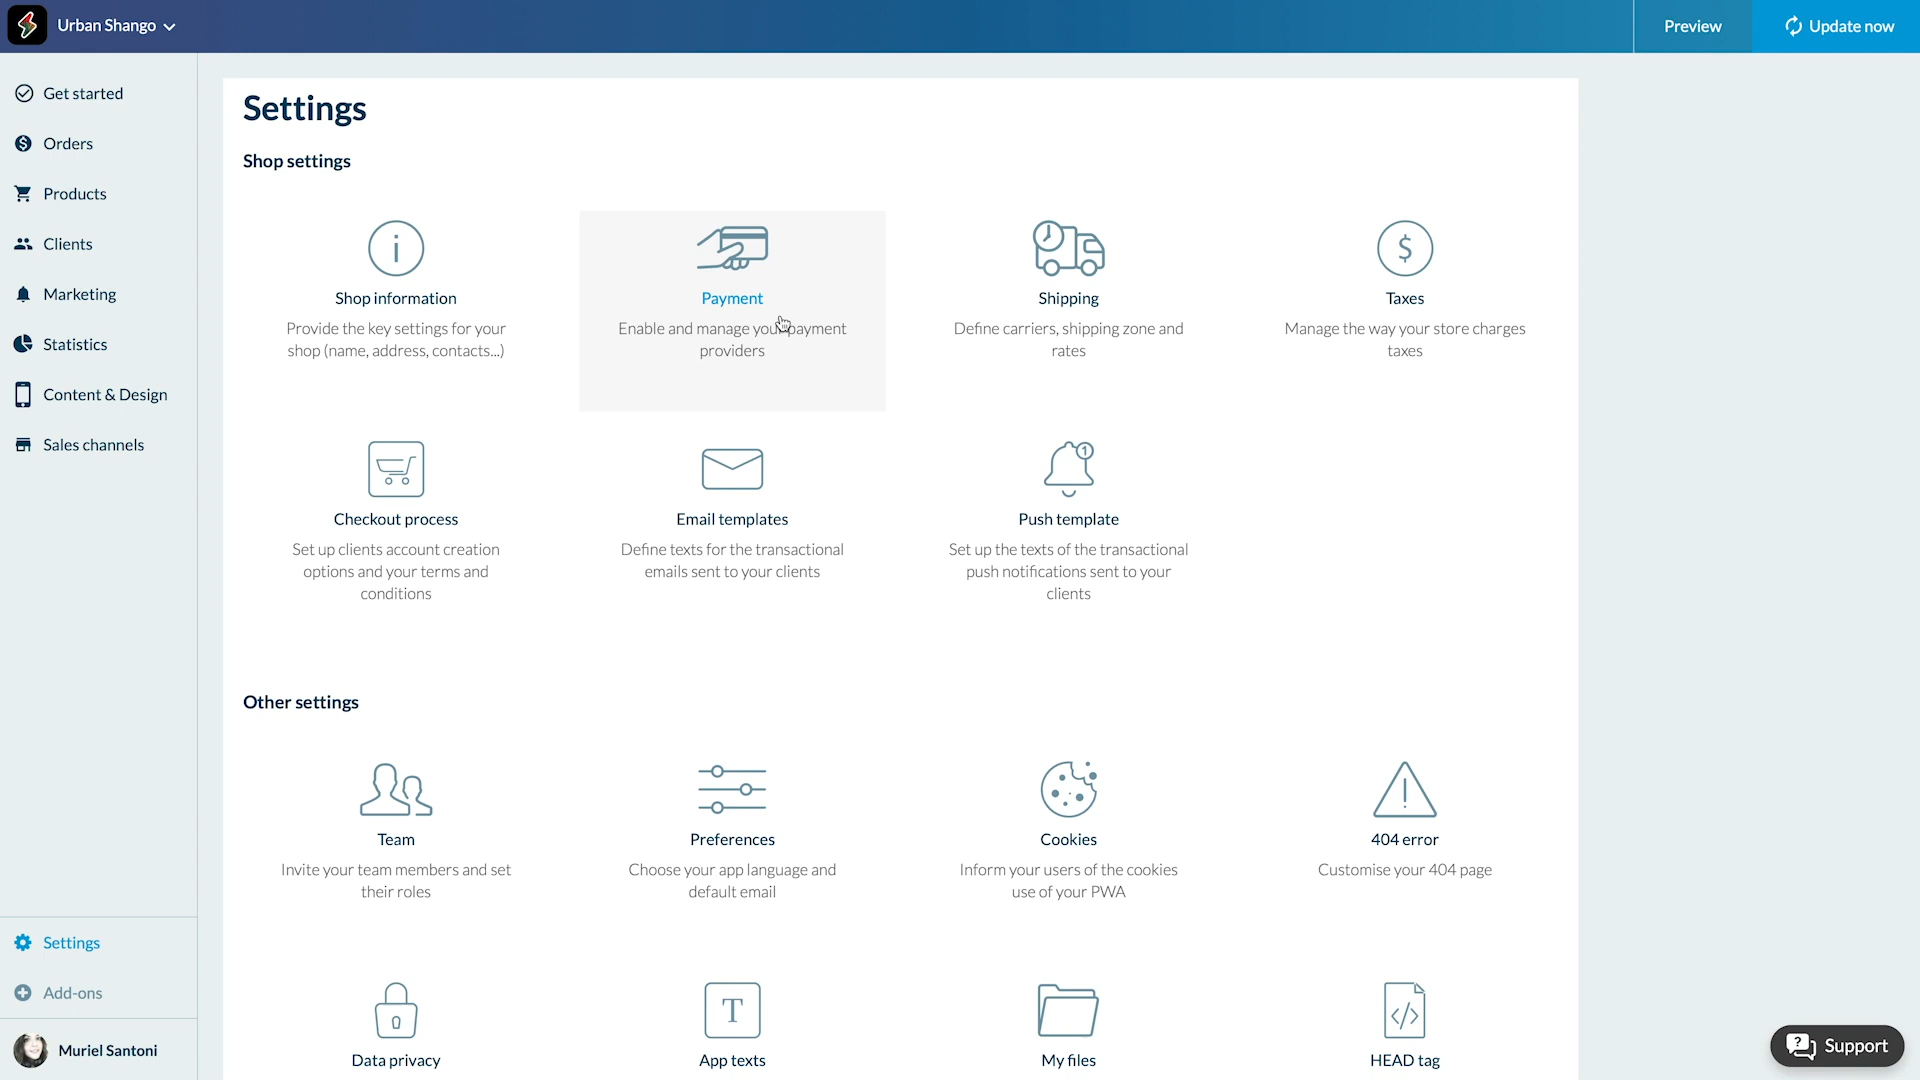 Urban Shango
Preview
Update now
Get started
Orders
Products
Clients
Marketing
Statistics
Content & Design
Sales channels
Settings
Add-ons
Muriel Santoni
Settings
Shop settings
i
Shop information
Provide the key settings for your
shop (name, address, contacts...)
Payment
Enable and manage your payment
providers
Shipping
Define carriers, shipping zone and
rates
$
Taxes
Manage the way your store charges
taxes
Checkout process
Set up clients account creation
options and your terms and
conditions
Email templates
Define texts for the transactional
emails sent to your clients
1
Push template
Set up the texts of the transactional
push notifications sent to your
clients
Other settings
Team
Invite your team members and set
their roles
Preferences
Choose your app language and
default email
Cookies
Inform your users of the cookies
use of your PWA
!
404 error
Customise your 404 page
Data privacy
T
App texts
My files
</>
HEAD tag
?
Support